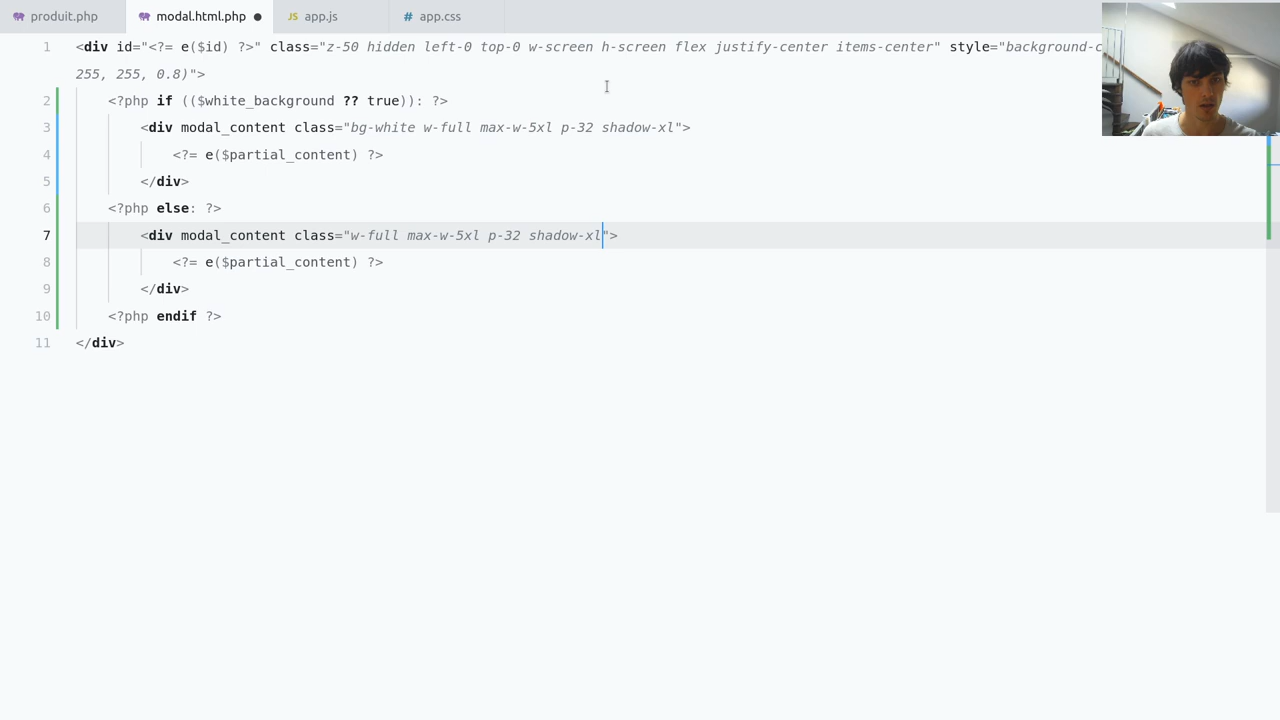 produit.php
modal.html.php
JS app.js
# app.css
1 <div id="<?= e($id) ?>" class="z-50 hidden left-0 top-0 w-screen h-screen flex justify-center items-center" style="background-c
255, 255, 0.8)">
2 <?php if (($white_background ?? true)): ?>
3 <div modal_content class="bg-white w-full max-w-5xl p-32 shadow-xl">
4 <?= e($partial_content) ?>
5 </div>
6 <?php else: ?>
7 <div modal_content class="w-full max-w-5xl p-32 shadow-xl">
8 <?= e($partial_content) ?>
9 </div>
10 <?php endif ?>
11 </div>